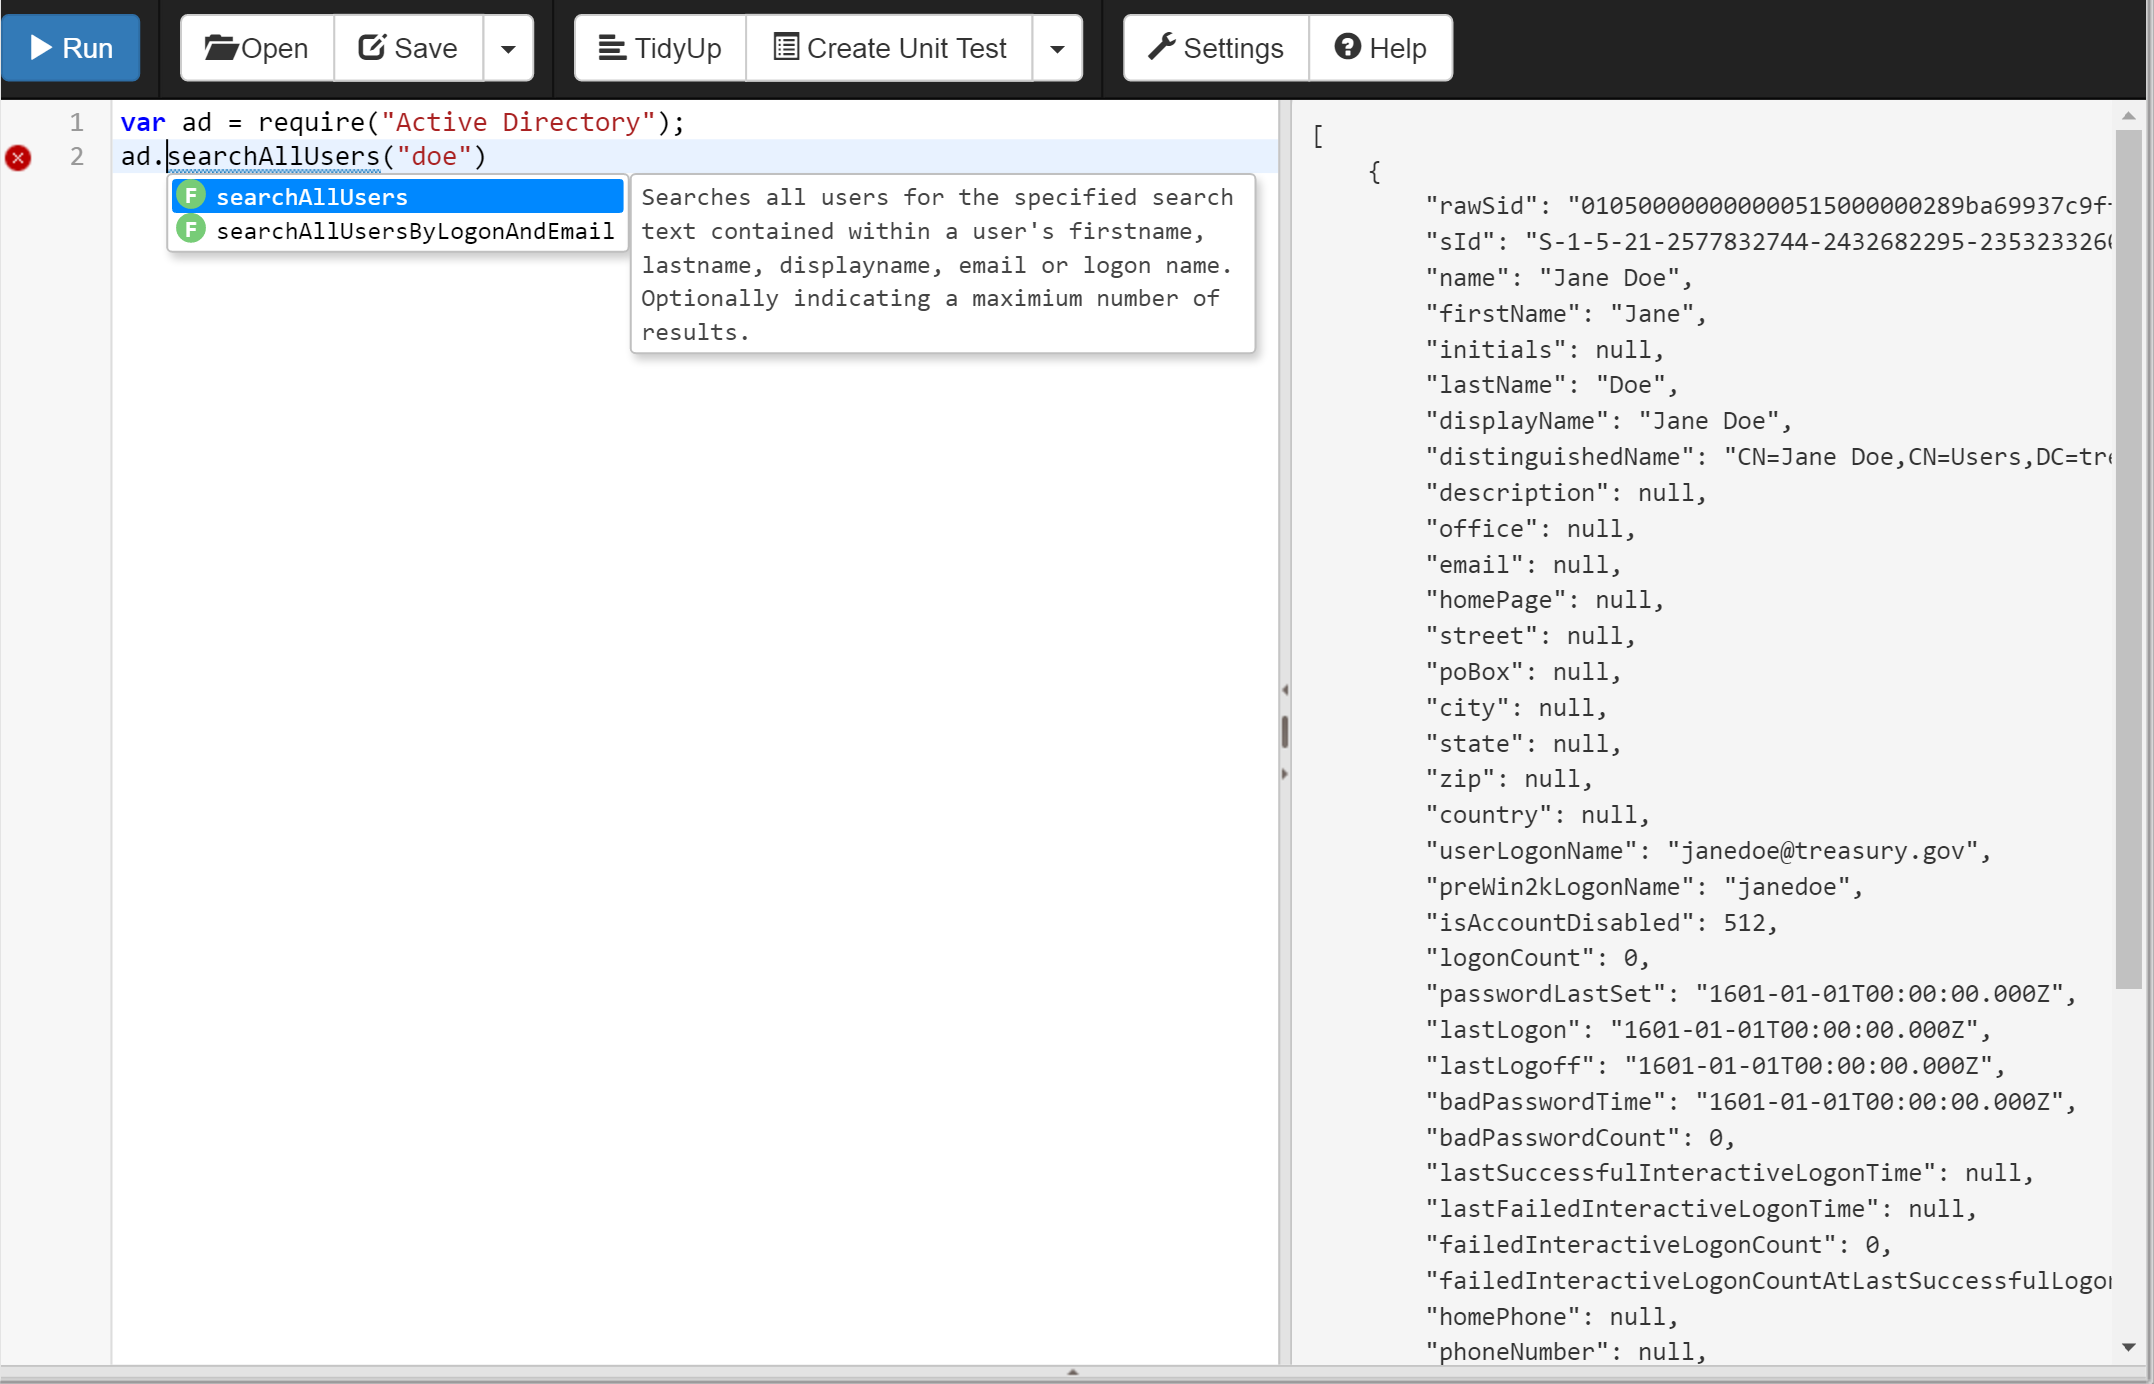 Run Open Save TidyUp Create Unit Test Settings Help
1 var ad = require("Active Directory");
2 ad.searchAllUsers("doe")
F searchAllUsers
F searchAllUsersByLogonAndEmail
Searches all users for the specified search
text contained within a user's firstname,
lastname, displayname, email or logon name.
Optionally indicating a maximium number of
results.
[
{
"rawSid": "010500000000000515000000289ba69937c9f
"sId": "S-1-5-21-2577832744-2432682295-235323326
"name": "Jane Doe",
"firstName": "Jane",
"initials": null,
"lastName": "Doe",
"displayName": "Jane Doe",
"distinguishedName": "CN=Jane Doe,CN=Users,DC=tre
"description": null,
"office": null,
"email": null,
"homePage": null,
"street": null,
"poBox": null,
"city": null,
"state": null,
"zip": null,
"country": null,
"userLogonName": "janedoe@treasury.gov",
"preWin2kLogonName": "janedoe",
"isAccountDisabled": 512,
"logonCount": 0,
"passwordLastSet": "1601-01-01T00:00:00.000Z",
"lastLogon": "1601-01-01T00:00:00.000Z",
"lastLogoff": "1601-01-01T00:00:00.000Z",
"badPasswordTime": "1601-01-01T00:00:00.000Z",
"badPasswordCount": 0,
"lastSuccessfulInteractiveLogonTime": null,
"lastFailedInteractiveLogonTime": null,
"failedInteractiveLogonCount": 0,
"failedInteractiveLogonCountAtLastSuccessfulLogon
"homePhone": null,
"phoneNumber": null,